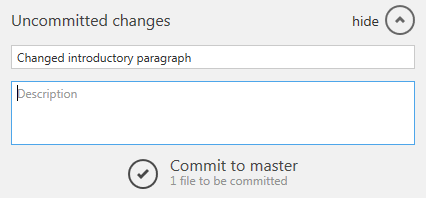 Uncommitted changes
hide
Changed introductory paragraph
Description
Commit to master
1 file to be committed